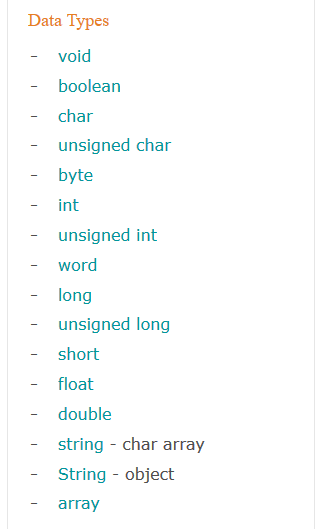 Data Types
- void
- boolean
- char
- unsigned char
- byte
- int
- unsigned int
- word
- long
- unsigned long
- short
- float
- double
- string - char array
- String - object
- array